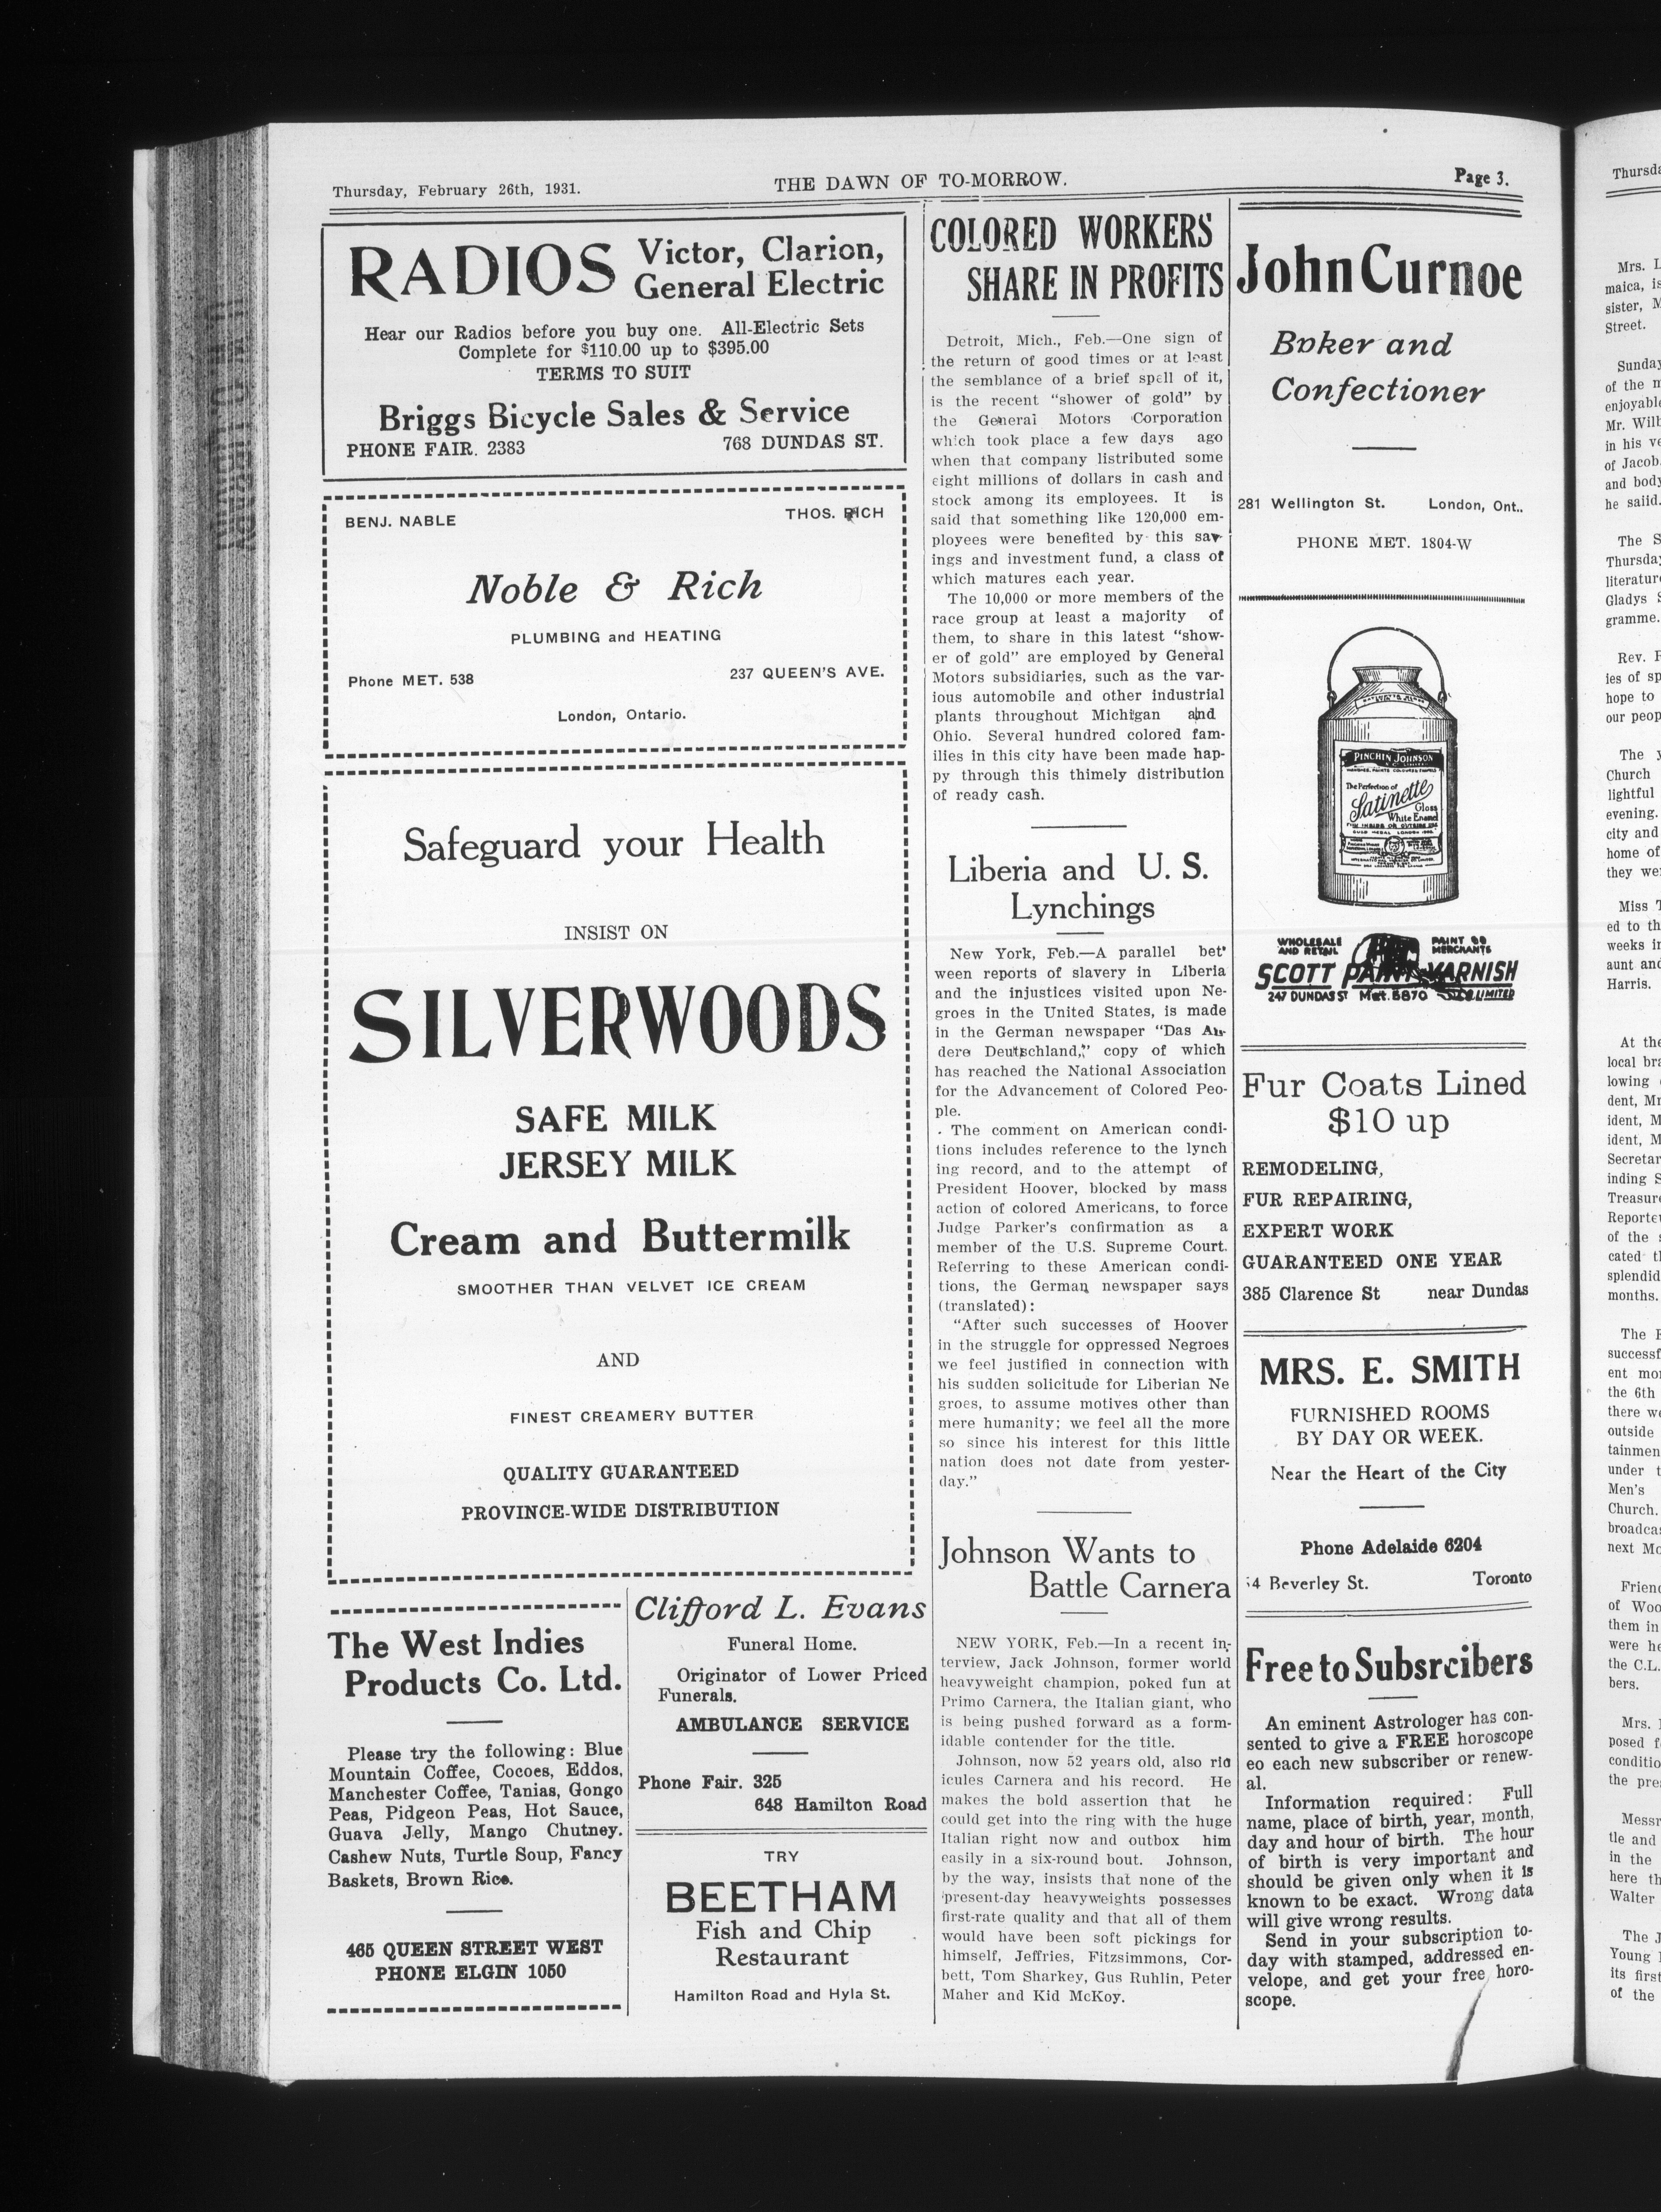 Thursday, February 26th, 1931.
THE DAWN OF TO-MORROW.
Page 3.
RADIOS
Victor, Clarion,
General Electric
Hear our Radios before you buy one. All-Electric Sets
Complete for $110.00 up to $395.00
TERMS TO SUIT
Briggs Bicycle Sales & Service
PHONE FAIR. 2383
768 DUNDAS ST.
BENJ. NABLE
THOS. RICH
Noble & Rich
PLUMBING and HEATING
Phone MET. 538
237 QUEEN'S AVE.
London, Ontario.
Safeguard your Health
INSIST ON
SILVERWOODS
SAFE MILK
JERSEY MILK
Cream and Buttermilk
SMOOTHER THAN VELVET ICE CREAM
AND
FINEST CREAMERY BUTTER
QUALITY GUARANTEED
PROVINCE-WIDE DISTRIBUTION
The West Indies
Products Co. Ltd.
Please try the following: Blue
Mountain Coffee, Cocoes, Eddos,
Manchester Coffee, Tanias, Gongo
Peas, Pidgeon Peas, Hot Sauce,
Guava Jelly, Mango Chutney.
Cashew Nuts, Turtle Soup, Fancy
Baskets, Brown Rice.
465 QUEEN STREET WEST
PHONE ELGIN 1050
Clifford L. Evans
Funeral Home.
Originator of Lower Priced
Funerals.
AMBULANCE SERVICE
Phone Fair. 325
648 Hamilton Road
TRY
BEETHAM
Fish and Chip
Restaurant
Hamilton Road and Hyla St.
COLORED WORKERS
SHARE IN PROFITS
Detroit, Mich., Feb.—One sign of
the return of good times or at least
the semblance of a brief spell of it,
is the recent "shower of gold" by
the General Motors Corporation
which took place a few days ago
when that company listributed some
eight millions of dollars in cash and
stock among its employees. It is
said that something like 120,000 em-
ployees were benefited by this sav-
ings and investment fund, a class of
which matures each year.
The 10,000 or more members of the
race group at least a majority of
them, to share in this latest "show-
er of gold" are employed by General
Motors subsidiaries, such as the var-
ious automobile and other industrial
plants throughout Michigan and
Ohio. Several hundred colored fam-
ilies in this city have been made hap-
py through this thimely distribution
of ready cash.
Liberia and U. S.
Lynchings
New York, Feb.—A parallel bet-
ween reports of slavery in Liberia
and the injustices visited upon Ne-
groes in the United States, is made
in the German newspaper "Das An-
dere Deutschland," copy of which
has reached the National Association
for the Advancement of Colored Peo-
ple.
The comment on American condi-
tions includes reference to the lynch
ing record, and to the attempt of
President Hoover, blocked by mass
action of colored Americans, to force
Judge Parker's confirmation as a
member of the U.S. Supreme Court.
Referring to these American condi-
tions, the German newspaper says
(translated):
"After such successes of Hoover
in the struggle for oppressed Negroes
we feel justified in connection with
his sudden solicitude for Liberian Ne
groes, to assume motives other than
mere humanity; we feel all the more
so since his interest for this little
nation does not date from yester-
day."
Johnson Wants to
Battle Carnera
NEW YORK, Feb.—In a recent in-
terview, Jack Johnson, former world
heavyweight champion, poked fun at
Primo Carnera, the Italian giant, who
is being pushed forward as a form-
idable contender for the title.
Johnson, now 52 years old, also rid
icules Carnera and his record. He
makes the bold assertion that he
could get into the ring with the huge
Italian right now and outbox him
easily in a six-round bout. Johnson,
by the way, insists that none of the
present-day heavyweights possesses
first-rate quality and that all of them
would have been soft pickings for
himself, Jeffries, Fitzsimmons, Cor-
bett, Tom Sharkey, Gus Ruhlin, Peter
Maher and Kid McKoy.
John Curnoe
Baker and
Confectioner
281 Wellington St. London, Ont..
PHONE MET. 1804-W
PINCHIN JOHNSON
The Perfection of
Satinette
Gloss
White Enamel
WHOLESALE
AND RETAIL
PAINT
MERCHANTS
SCOTT PAINT VARNISH
247 DUNDAS ST Met. 5870 LIMITED
Fur Coats Lined
$10 up
REMODELING,
FUR REPAIRING,
EXPERT WORK
GUARANTEED ONE YEAR
385 Clarence St near Dundas
MRS. E. SMITH
FURNISHED ROOMS
BY DAY OR WEEK.
Near the Heart of the City
Phone Adelaide 6204
4 Beverley St. Toronto
Free to Subsrcibers
An eminent Astrologer has con-
sented to give a FREE horoscope
eo each new subscriber or renew-
al.
Information required: Full
name, place of birth, year, month,
day and hour of birth. The hour
of birth is very important and
should be given only when it is
known to be exact. Wrong data
will give wrong results.
Send in your subscription to-
day with stamped, addressed en-
velope, and get your free horo-
scope.